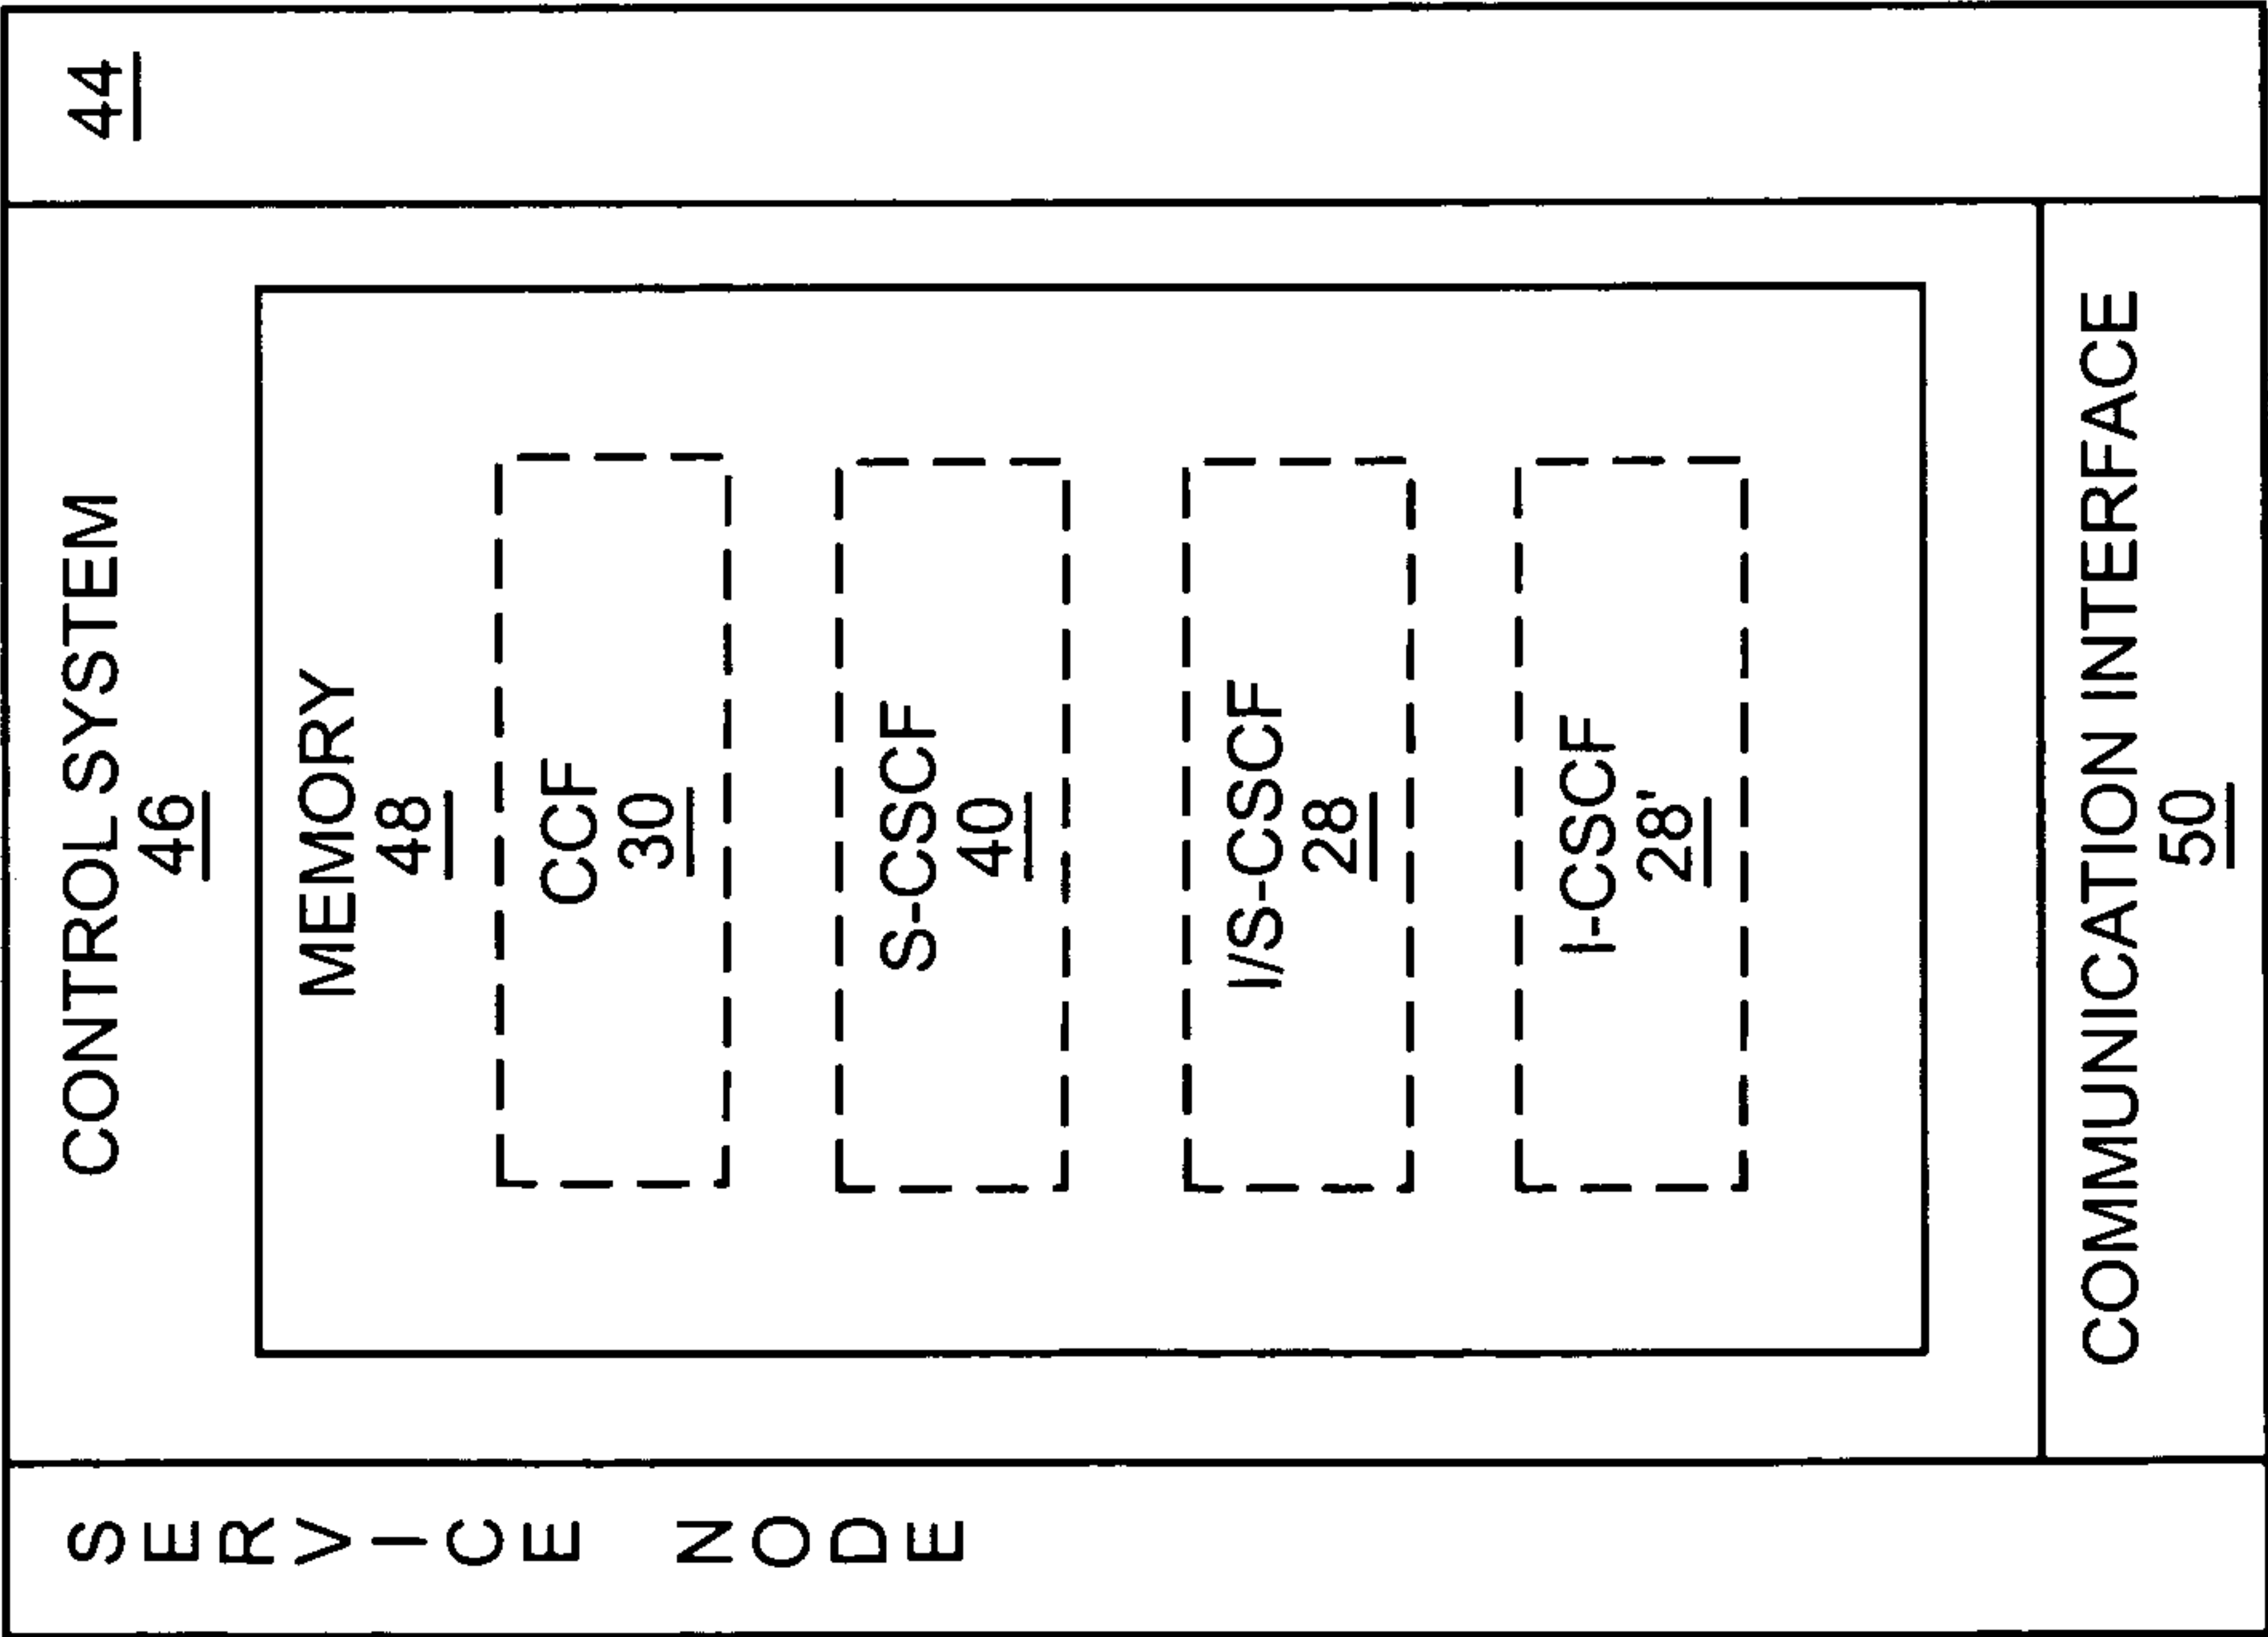 SERVICE NODE
44
CONTROL SYSTEM
46
MEMORY
48
CCF
30
S-CSCF
40
I/S-CSCF
28
I-CSCF
28'
COMMUNICATION INTERFACE
50